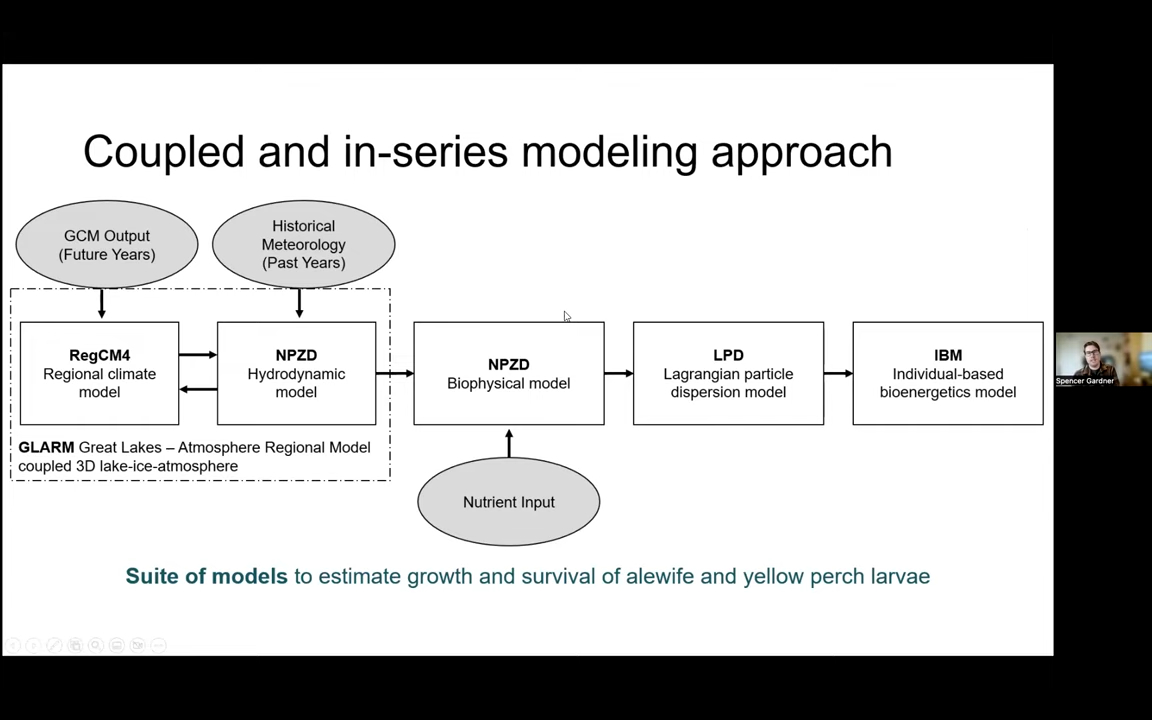 Coupled and in-series modeling approach
GCM Output
(Future Years)
Historical
Meteorology
(Past Years)
RegCM4
Regional climate
model
NPZD
Hydrodynamic
model
NPZD
Biophysical model
LPD
Lagrangian particle
dispersion model
IBM
Individual-based
bioenergetics model
GLARM Great Lakes – Atmosphere Regional Model
coupled 3D lake-ice-atmosphere
Nutrient Input
Suite of models to estimate growth and survival of alewife and yellow perch larvae
Spencer Gardner